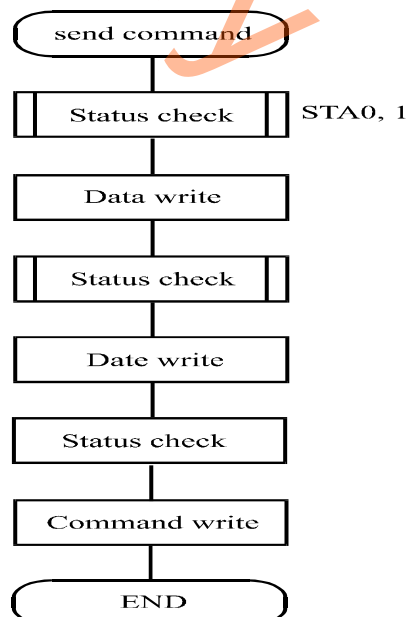 send command
Status check STA0, 1
Data write
Status check
Date write
Status check
Command write
END